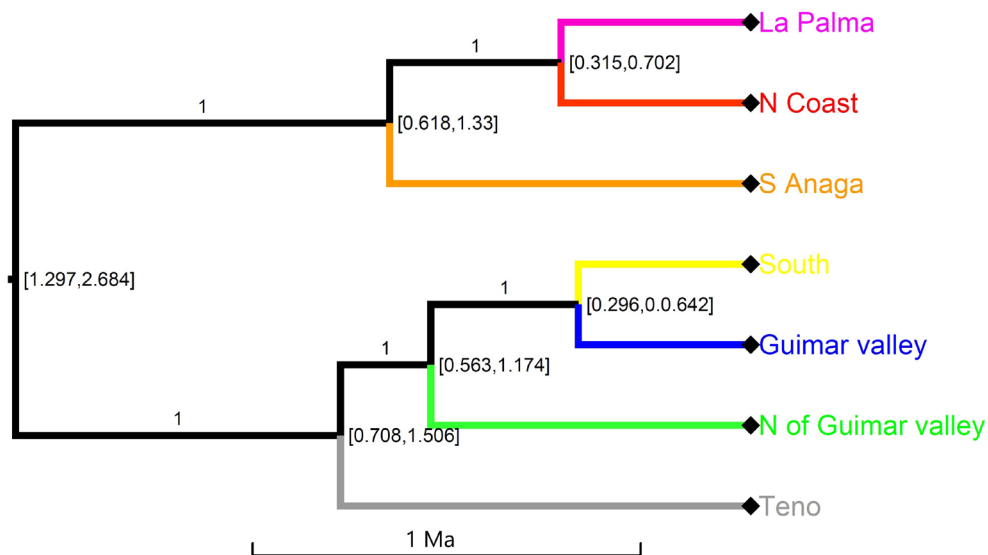 La Palma
1
[0.315,0.702]
N Coast
1
[0.618,1.33]
S Anaga
South
[1.297,2.684]
1
[0.296,0.0.642]
Guimar valley
1
[0.563,1.174]
N of Guimar valley
1
[0.708,1.506]
Teno
1 Ma